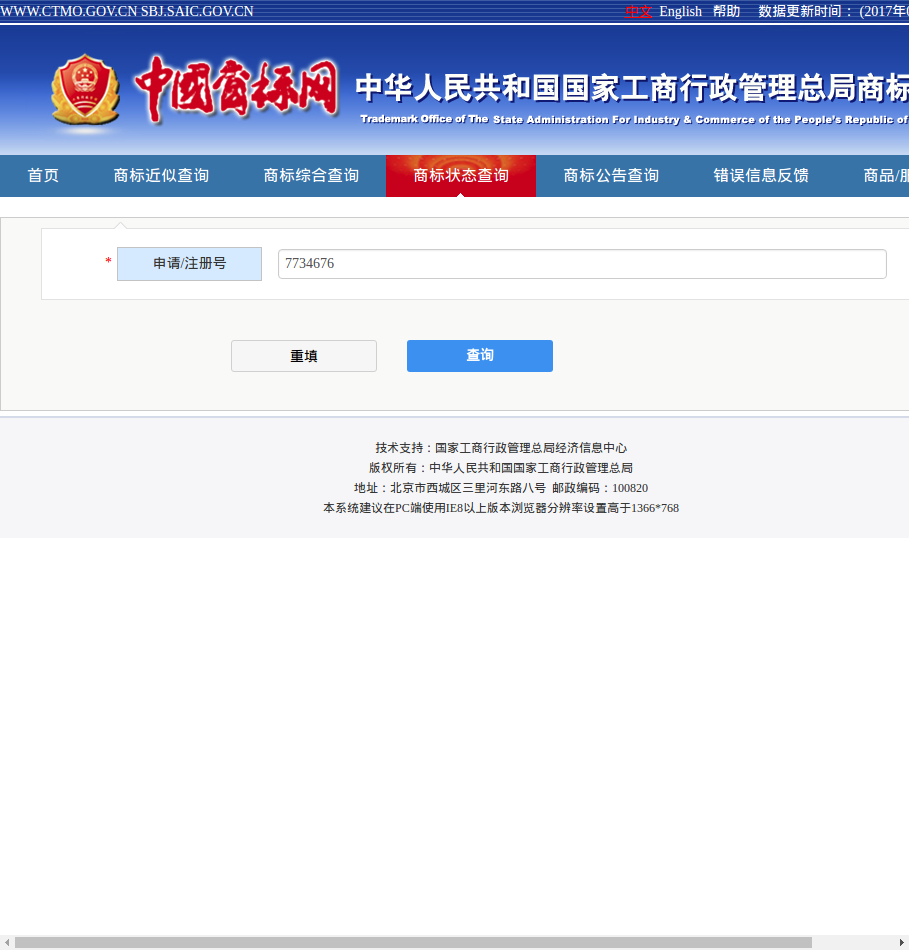 WWW.CTMO.GOV.CN SBJ.SAIC.GOV.CN 中文 English 帮助 数据更新时间： (2017年
中国商标网 中华人民共和国国家工商行政管理总局商标
Trademark Office of The State Administration For Industry & Commerce of the People's Republic of
首页 商标近似查询 商标综合查询 商标状态查询 商标公告查询 错误信息反馈 商品/服
* 申请/注册号 7734676
重填 查询
技术支持：国家工商行政管理总局经济信息中心
版权所有：中华人民共和国国家工商行政管理总局
地址：北京市西城区三里河东路八号 邮政编码：100820
本系统建议在PC端使用IE8以上版本浏览器分辨率设置高于1366*768